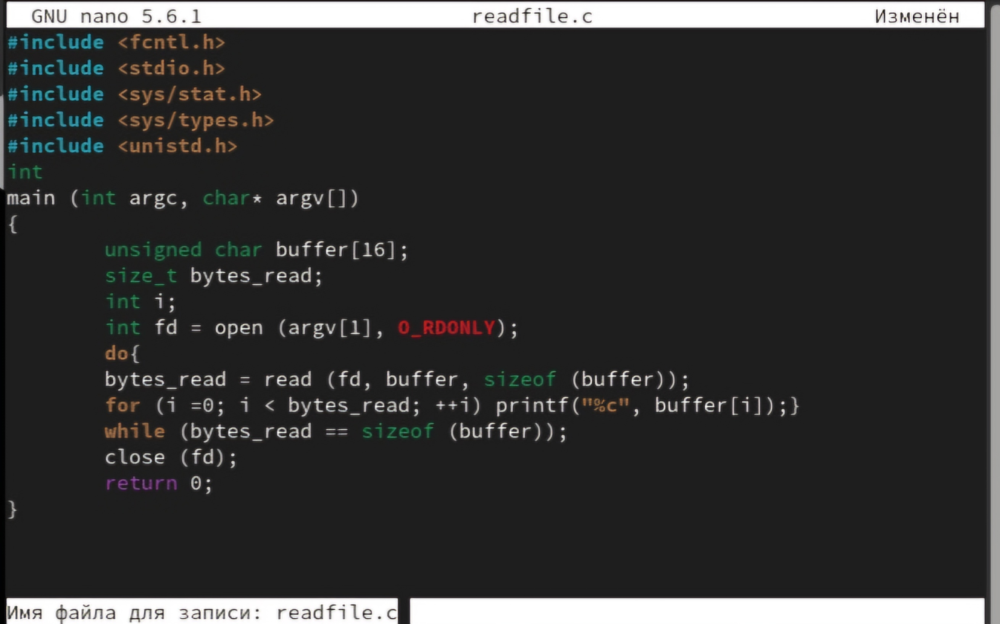 GNU nano 5.6.1 readfile.c Изменён
#include <fcntl.h>
#include <stdio.h>
#include <sys/stat.h>
#include <sys/types.h>
#include <unistd.h>
int
main (int argc, char* argv[])
{
        unsigned char buffer[16];
        size_t bytes_read;
        int i;
        int fd = open (argv[1], O_RDONLY);
        do{
        bytes_read = read (fd, buffer, sizeof (buffer));
        for (i =0; i < bytes_read; ++i) printf("%c", buffer[i]);}
        while (bytes_read == sizeof (buffer));
        close (fd);
        return 0;
}
Имя файла для записи: readfile.c